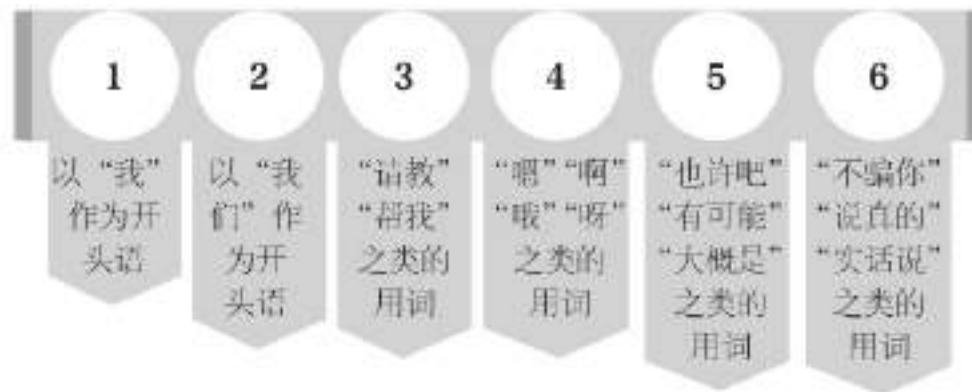 1
以“我”
作为开
头语
2
以“我
们”作
为开
头语
3
“请教”
“帮我”
之类的
用词
4
“嗯”“啊”
“哦”“呀”
之类的
用词
5
“也许吧”
“有可能”
“大概是”
之类的
用词
6
“不骗你”
“说真的”
“实话说”
之类的
用词